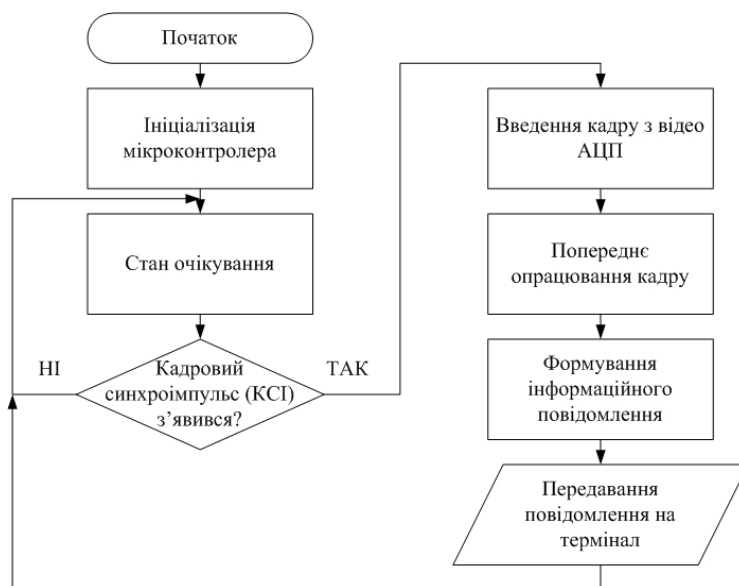 Початок
Ініціалізація
мікроконтролера
Стан очікування
НІ
Кадровий
синхроімпульс (КСІ)
з’явився?
ТАК
Введення кадру з відео
АЦП
Попереднє
опрацювання кадру
Формування
інформаційного
повідомлення
Передавання
повідомлення на
термінал